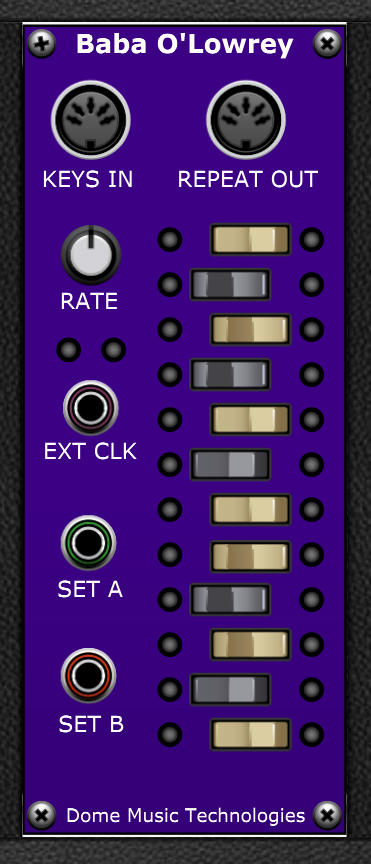 Baba O'Lowrey
KEYS IN REPEAT OUT
RATE
EXT CLK
SET A
SET B
Dome Music Technologies